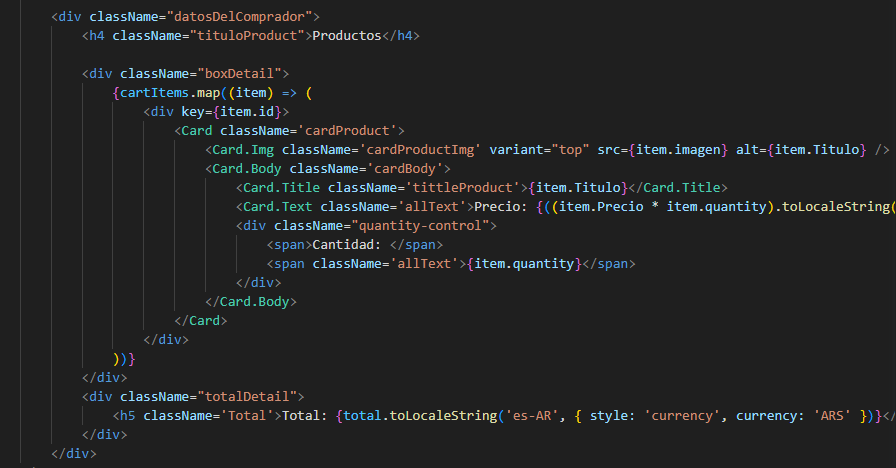 <div className="datosDelComprador">
<h4 className="tituloProduct">Productos</h4>
<div className="boxDetail">
{cartItems.map((item) => (
<div key={item.id}>
<Card className='cardProduct'>
<Card.Img className='cardProductImg' variant="top" src={item.imagen} alt={item.Titulo} />
<Card.Body className='cardBody'>
<Card.Title className='tittleProduct'>{item.Titulo}</Card.Title>
<Card.Text className='allText'>Precio: {((item.Precio * item.quantity).toLocaleString(
<div className="quantity-control">
<span>Cantidad: </span>
<span className='allText'>{item.quantity}</span>
</div>
</Card.Body>
</Card>
</div>
))}
</div>
<div className="totalDetail">
<h5 className='Total'>Total: {total.toLocaleString('es-AR', { style: 'currency', currency: 'ARS' })}</
</div>
</div>